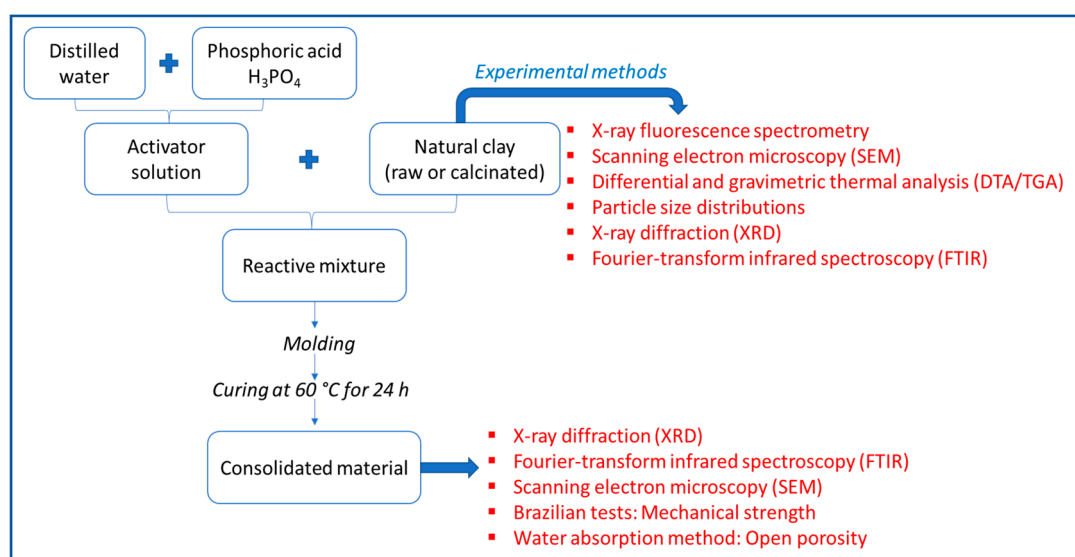 Distilled
water
Phosphoric acid
H₃PO₄
Experimental methods
Activator
solution
Natural clay
(raw or calcinated)
▪ X-ray fluorescence spectrometry
▪ Scanning electron microscopy (SEM)
▪ Differential and gravimetric thermal analysis (DTA/TGA)
▪ Particle size distributions
▪ X-ray diffraction (XRD)
▪ Fourier-transform infrared spectroscopy (FTIR)
Reactive mixture
Molding
Curing at 60 °C for 24 h
Consolidated material
▪ X-ray diffraction (XRD)
▪ Fourier-transform infrared spectroscopy (FTIR)
▪ Scanning electron microscopy (SEM)
▪ Brazilian tests: Mechanical strength
▪ Water absorption method: Open porosity